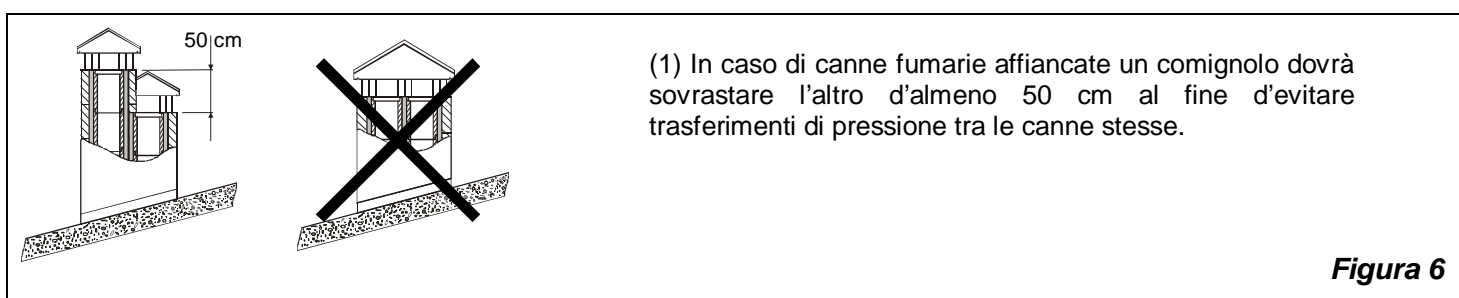 50 cm
(1) In caso di canne fumarie affiancate un comignolo dovrà
sovrastare l'altro d'almeno 50 cm al fine d'evitare
trasferimenti di pressione tra le canne stesse.
Figura 6